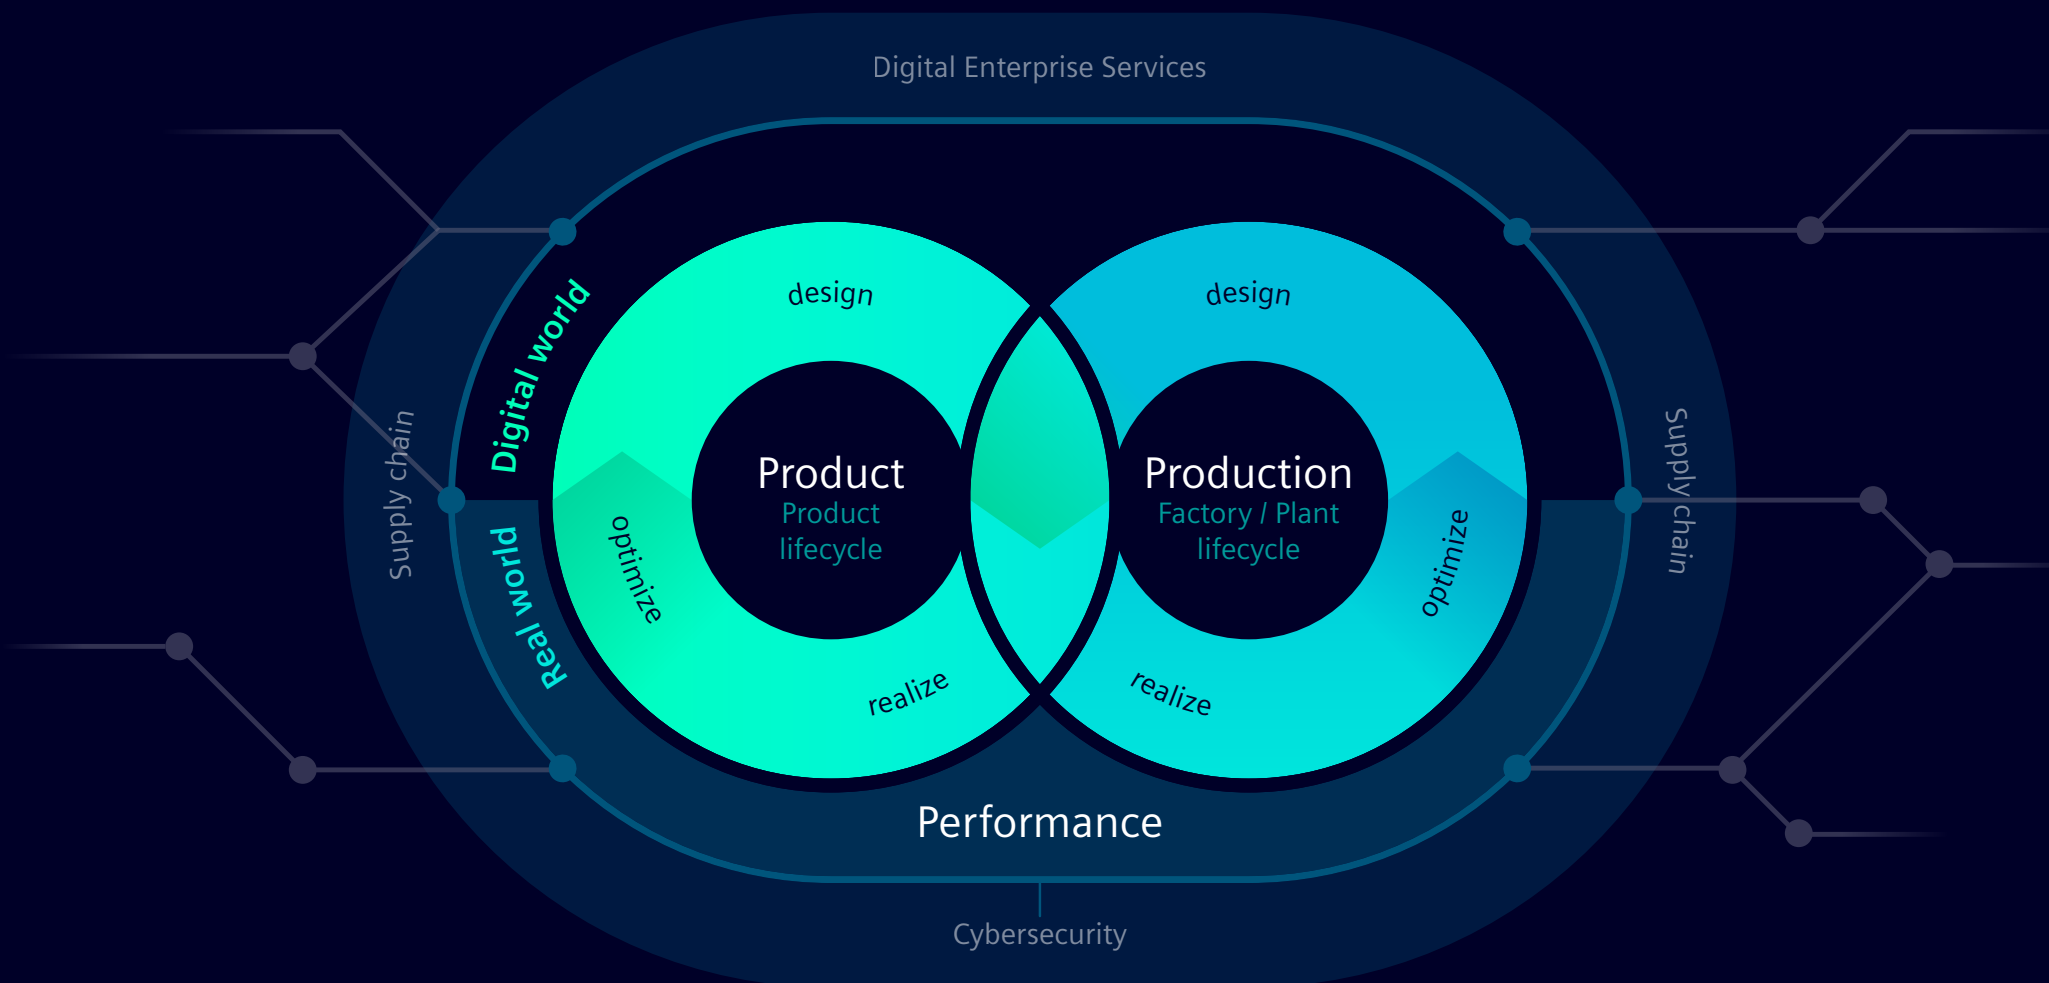 Digital Enterprise Services
Digital world
Real world
Supply chain
design
optimize
realize
Product
Product
lifecycle
design
optimize
realize
Production
Factory / Plant
lifecycle
Supply chain
Performance
Cybersecurity